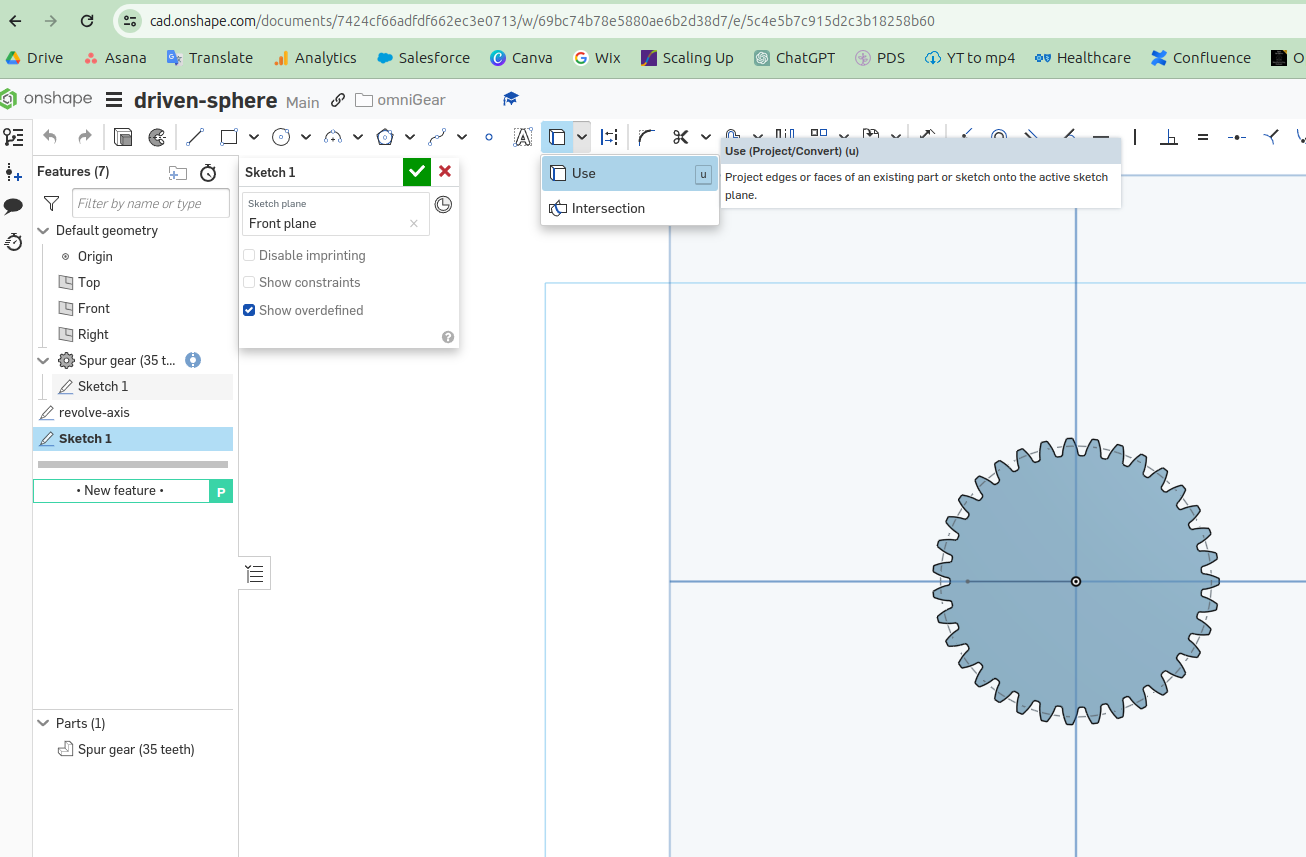 cad.onshape.com/documents/7424cf66adfdf662ec3e0713/w/69bc74b78e5880ae6b2d38d7/e/5c4e5b7c915d2c3b18258b60
Drive Asana Translate Analytics Salesforce Canva Wix Scaling Up ChatGPT PDS YT to mp4 Healthcare Confluence
onshape driven-sphere Main omniGear
Features (7)
Filter by name or type
Default geometry
Origin
Top
Front
Right
Spur gear (35 t...
Sketch 1
revolve-axis
Sketch 1
• New feature • P
Parts (1)
Spur gear (35 teeth)
Sketch 1
Sketch plane
Front plane
Disable imprinting
Show constraints
Show overdefined
?
Use u
Intersection
Use (Project/Convert) (u)
Project edges or faces of an existing part or sketch onto the active sketch
plane.